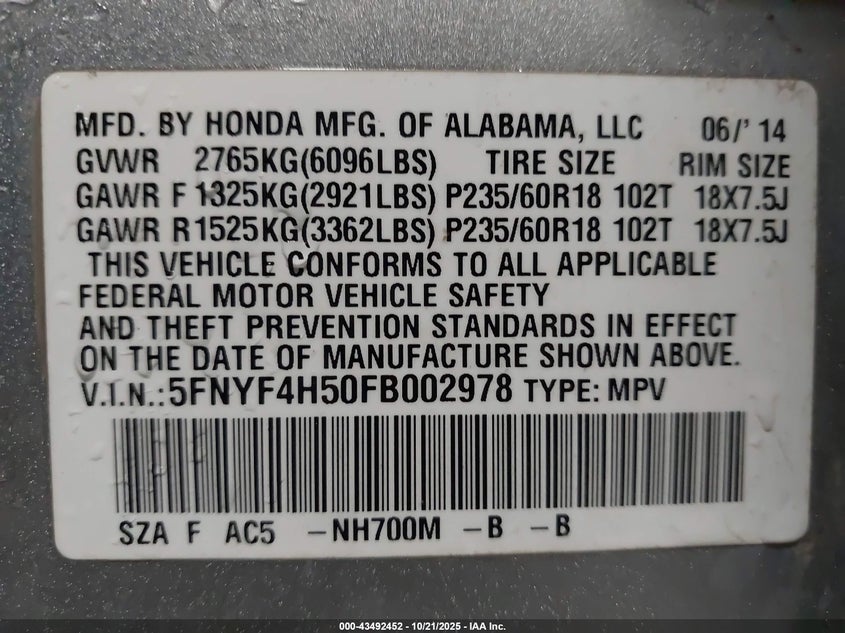 MFD. BY HONDA MFG. OF ALABAMA, LLC 06/' 14
GVWR 2765KG(6096LBS) TIRE SIZE RIM SIZE
GAWR F 1325KG(2921LBS) P235/60R18 102T 18X7.5J
GAWR R1525KG(3362LBS) P235/60R18 102T 18X7.5J
THIS VEHICLE CONFORMS TO ALL APPLICABLE
FEDERAL MOTOR VEHICLE SAFETY
AND THEFT PREVENTION STANDARDS IN EFFECT
ON THE DATE OF MANUFACTURE SHOWN ABOVE.
V.I.N.:5FNYF4H50FB002978 TYPE: MPV
SZA F AC5 -NH700M -B -B
000-43492452 - 10/21/2025 - IAA Inc.